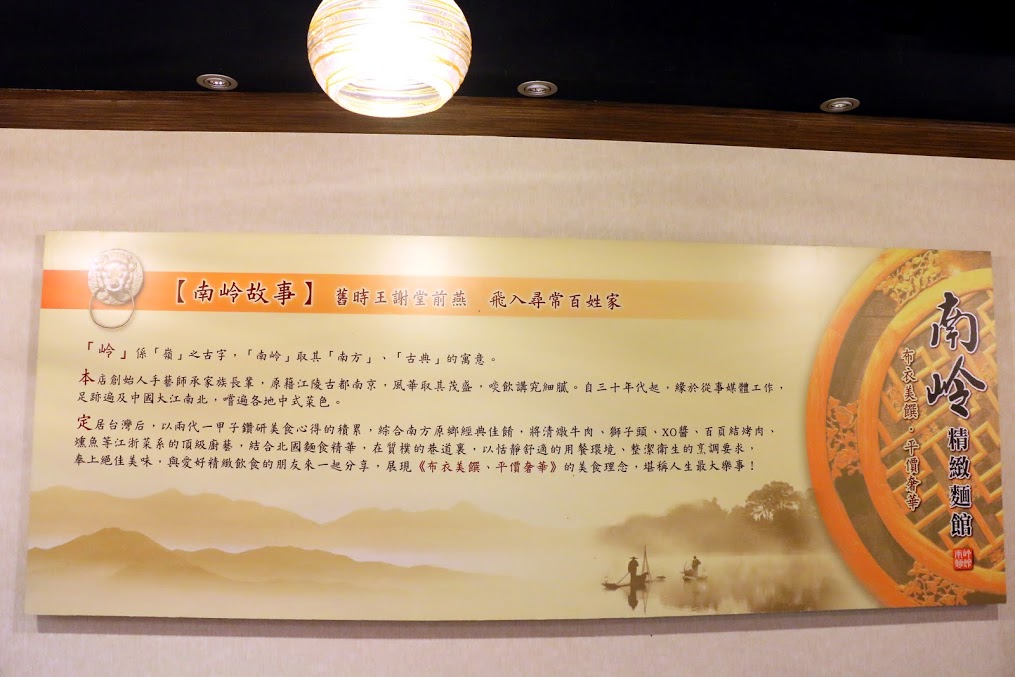 【南岭故事】 舊時王謝堂前燕 飛入尋常百姓家
「岭」係「嶺」之古字，「南岭」取其「南方」、「古典」的寓意。
本店創始人手藝師承家族長輩，原籍江陵古都南京，風華取其茂盛，啖飲講究細膩。自三十年代起，緣於從事媒體工作，
足跡遍及中國大江南北，嚐遍各地中式菜色。
定居台灣后，以兩代一甲子鑽研美食心得的積累，綜合南方原鄉經典佳餚，將清燉牛肉、獅子頭、XO醬、百頁結烤肉、
燻魚等江浙菜系的頂級廚藝，結合北國麵食精華，在質樸的巷道裏，以恬靜舒適的用餐環境、整潔衛生的烹調要求，
奉上絕佳美味，與愛好精緻飲食的朋友來一起分享，展現《布衣美饌、平價奢華》的美食理念，堪稱人生最大樂事！
南岭精緻麵館
布衣美饌·平價奢華